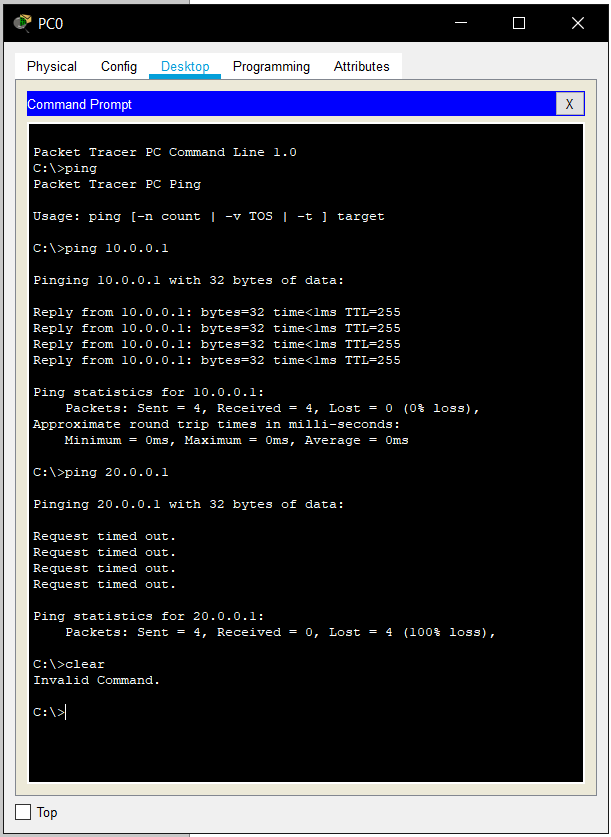 PC0
Physical Config Desktop Programming Attributes
Command Prompt X
Packet Tracer PC Command Line 1.0
C:\>ping
Packet Tracer PC Ping
Usage: ping [-n count | -v TOS | -t ] target
C:\>ping 10.0.0.1
Pinging 10.0.0.1 with 32 bytes of data:
Reply from 10.0.0.1: bytes=32 time<1ms TTL=255
Reply from 10.0.0.1: bytes=32 time<1ms TTL=255
Reply from 10.0.0.1: bytes=32 time<1ms TTL=255
Reply from 10.0.0.1: bytes=32 time<1ms TTL=255
Ping statistics for 10.0.0.1:
Packets: Sent = 4, Received = 4, Lost = 0 (0% loss),
Approximate round trip times in milli-seconds:
Minimum = 0ms, Maximum = 0ms, Average = 0ms
C:\>ping 20.0.0.1
Pinging 20.0.0.1 with 32 bytes of data:
Request timed out.
Request timed out.
Request timed out.
Request timed out.
Ping statistics for 20.0.0.1:
Packets: Sent = 4, Received = 0, Lost = 4 (100% loss),
C:\>clear
Invalid Command.
C:\>
Top